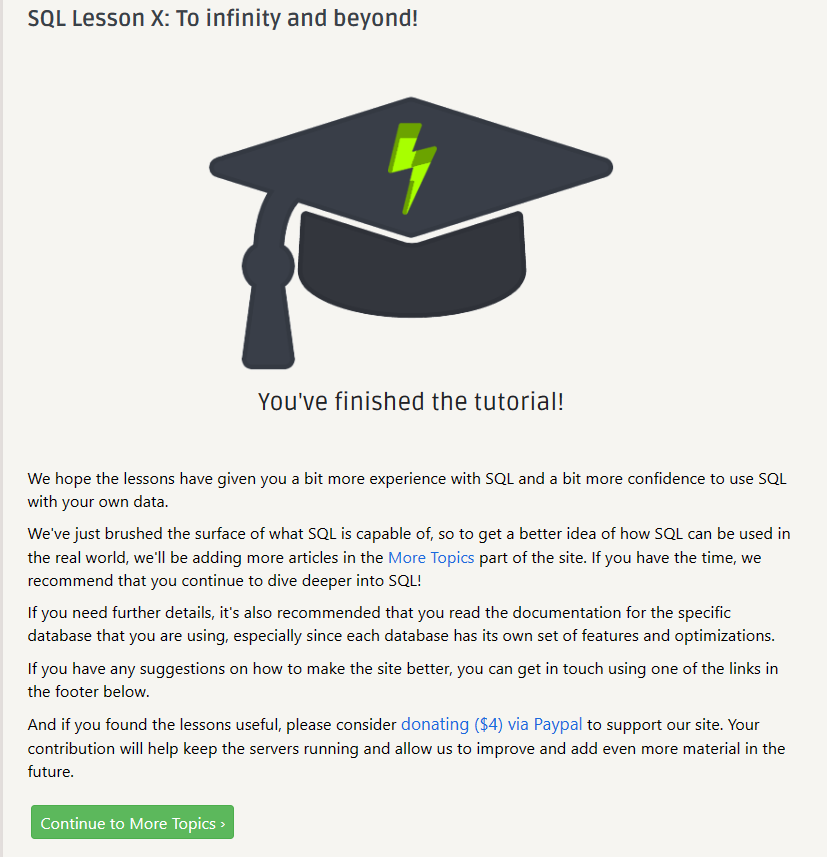 SQL Lesson X: To infinity and beyond!
You've finished the tutorial!
We hope the lessons have given you a bit more experience with SQL and a bit more confidence to use SQL
with your own data.
We've just brushed the surface of what SQL is capable of, so to get a better idea of how SQL can be used in
the real world, we'll be adding more articles in the More Topics part of the site. If you have the time, we
recommend that you continue to dive deeper into SQL!
If you need further details, it's also recommended that you read the documentation for the specific
database that you are using, especially since each database has its own set of features and optimizations.
If you have any suggestions on how to make the site better, you can get in touch using one of the links in
the footer below.
And if you found the lessons useful, please consider donating ($4) via Paypal to support our site. Your
contribution will help keep the servers running and allow us to improve and add even more material in the
future.
Continue to More Topics ›